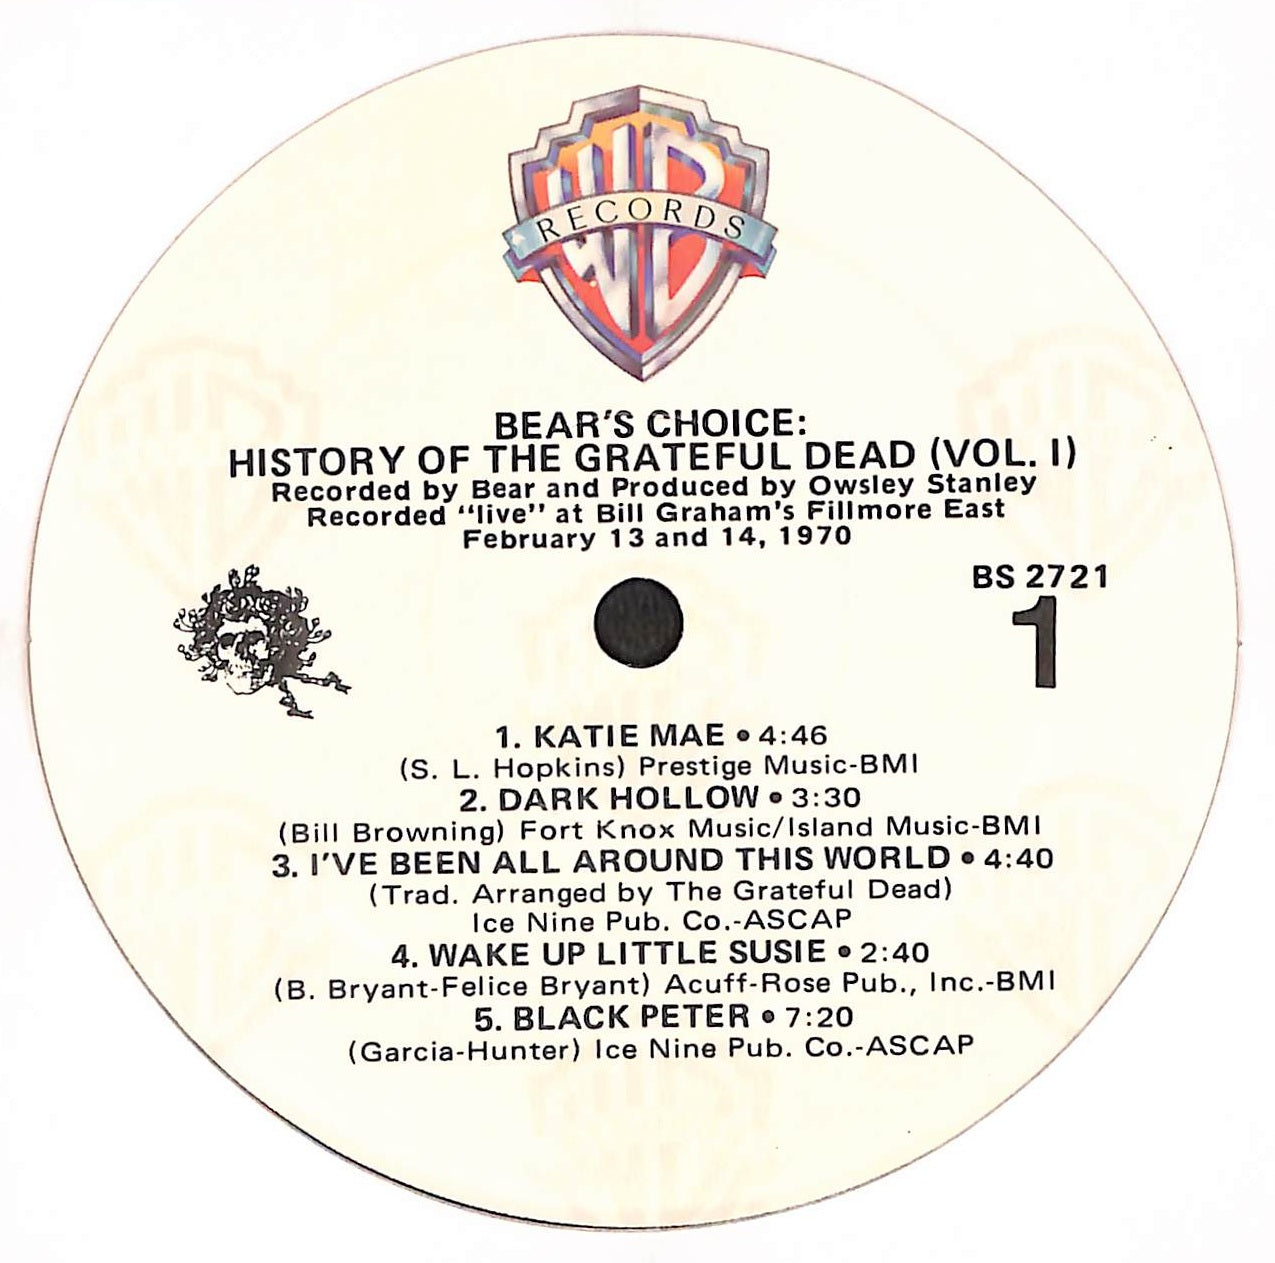 WB
RECORDS
BEAR'S CHOICE:
HISTORY OF THE GRATEFUL DEAD (VOL. I)
Recorded by Bear and Produced by Owsley Stanley
Recorded "live" at Bill Graham's Fillmore East
February 13 and 14, 1970
BS 2721
1
1. KATIE MAE • 4:46
(S. L. Hopkins) Prestige Music-BMI
2. DARK HOLLOW • 3:30
(Bill Browning) Fort Knox Music/Island Music-BMI
3. I'VE BEEN ALL AROUND THIS WORLD • 4:40
(Trad. Arranged by The Grateful Dead)
Ice Nine Pub. Co.-ASCAP
4. WAKE UP LITTLE SUSIE • 2:40
(B. Bryant-Felice Bryant) Acuff-Rose Pub., Inc.-BMI
5. BLACK PETER • 7:20
(Garcia-Hunter) Ice Nine Pub. Co.-ASCAP